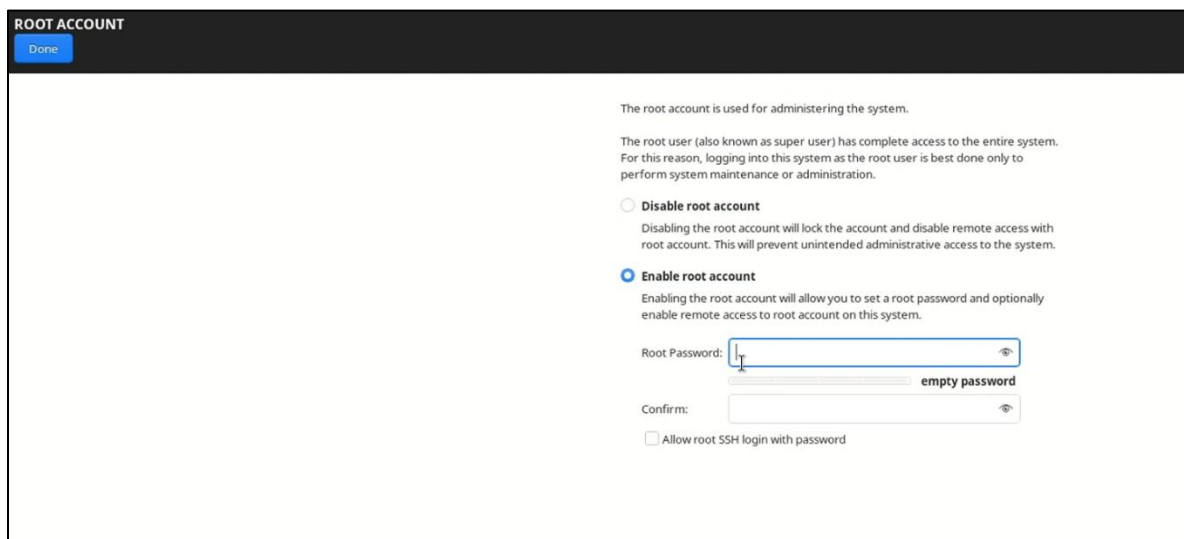 ROOT ACCOUNT
Done
The root account is used for administering the system.
The root user (also known as super user) has complete access to the entire system.
For this reason, logging into this system as the root user is best done only to
perform system maintenance or administration.
Disable root account
Disabling the root account will lock the account and disable remote access with
root account. This will prevent unintended administrative access to the system.
Enable root account
Enabling the root account will allow you to set a root password and optionally
enable remote access to root account on this system.
Root Password:
empty password
Confirm:
Allow root SSH login with password